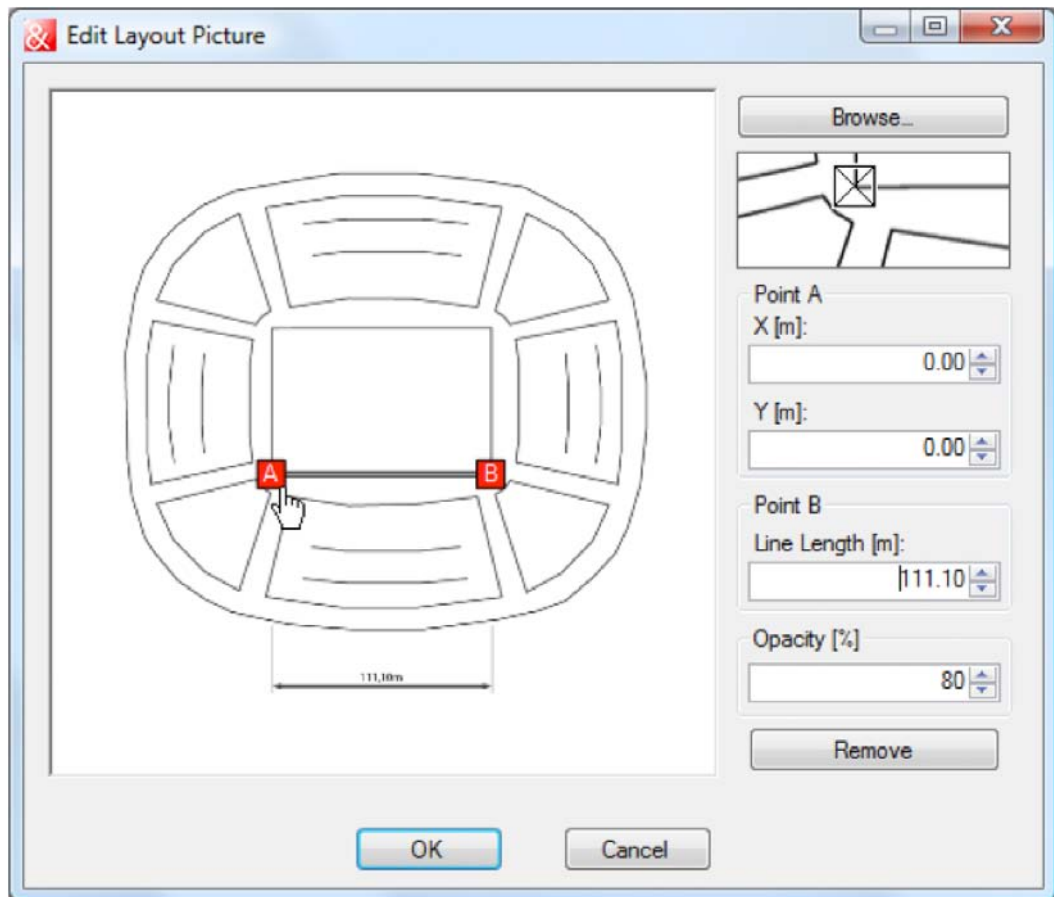 & Edit Layout Picture
Browse...
Point A
X [m]:
0.00
Y [m]:
0.00
A
B
Point B
Line Length [m]:
111.10
Opacity [%]
80
111,10m
Remove
OK
Cancel